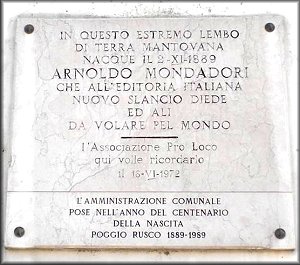 IN QUESTO ESTREMO LEMBO
DI TERRA MANTOVANA
NACQUE IL 2-XI-1889
ARNOLDO MONDADORI
CHE ALL'EDITORIA ITALIANA
NUOVO SLANCIO DIEDE
ED ALI
DA VOLARE PEL MONDO
l'Associazione Pro Loco
qui volle ricordarlo
il 18-VI-1972
L'AMMINISTRAZIONE COMUNALE
POSE NELL'ANNO DEL CENTENARIO
DELLA NASCITA
POGGIO RUSCO 1889-1989